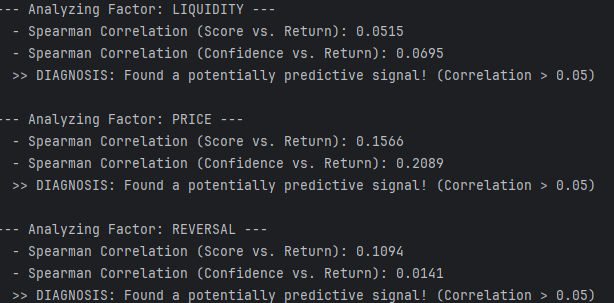 --- Analyzing Factor: LIQUIDITY ---
- Spearman Correlation (Score vs. Return): 0.0515
- Spearman Correlation (Confidence vs. Return): 0.0695
>> DIAGNOSIS: Found a potentially predictive signal! (Correlation > 0.05)
--- Analyzing Factor: PRICE ---
- Spearman Correlation (Score vs. Return): 0.1566
- Spearman Correlation (Confidence vs. Return): 0.2089
>> DIAGNOSIS: Found a potentially predictive signal! (Correlation > 0.05)
--- Analyzing Factor: REVERSAL ---
- Spearman Correlation (Score vs. Return): 0.1094
- Spearman Correlation (Confidence vs. Return): 0.0141
>> DIAGNOSIS: Found a potentially predictive signal! (Correlation > 0.05)